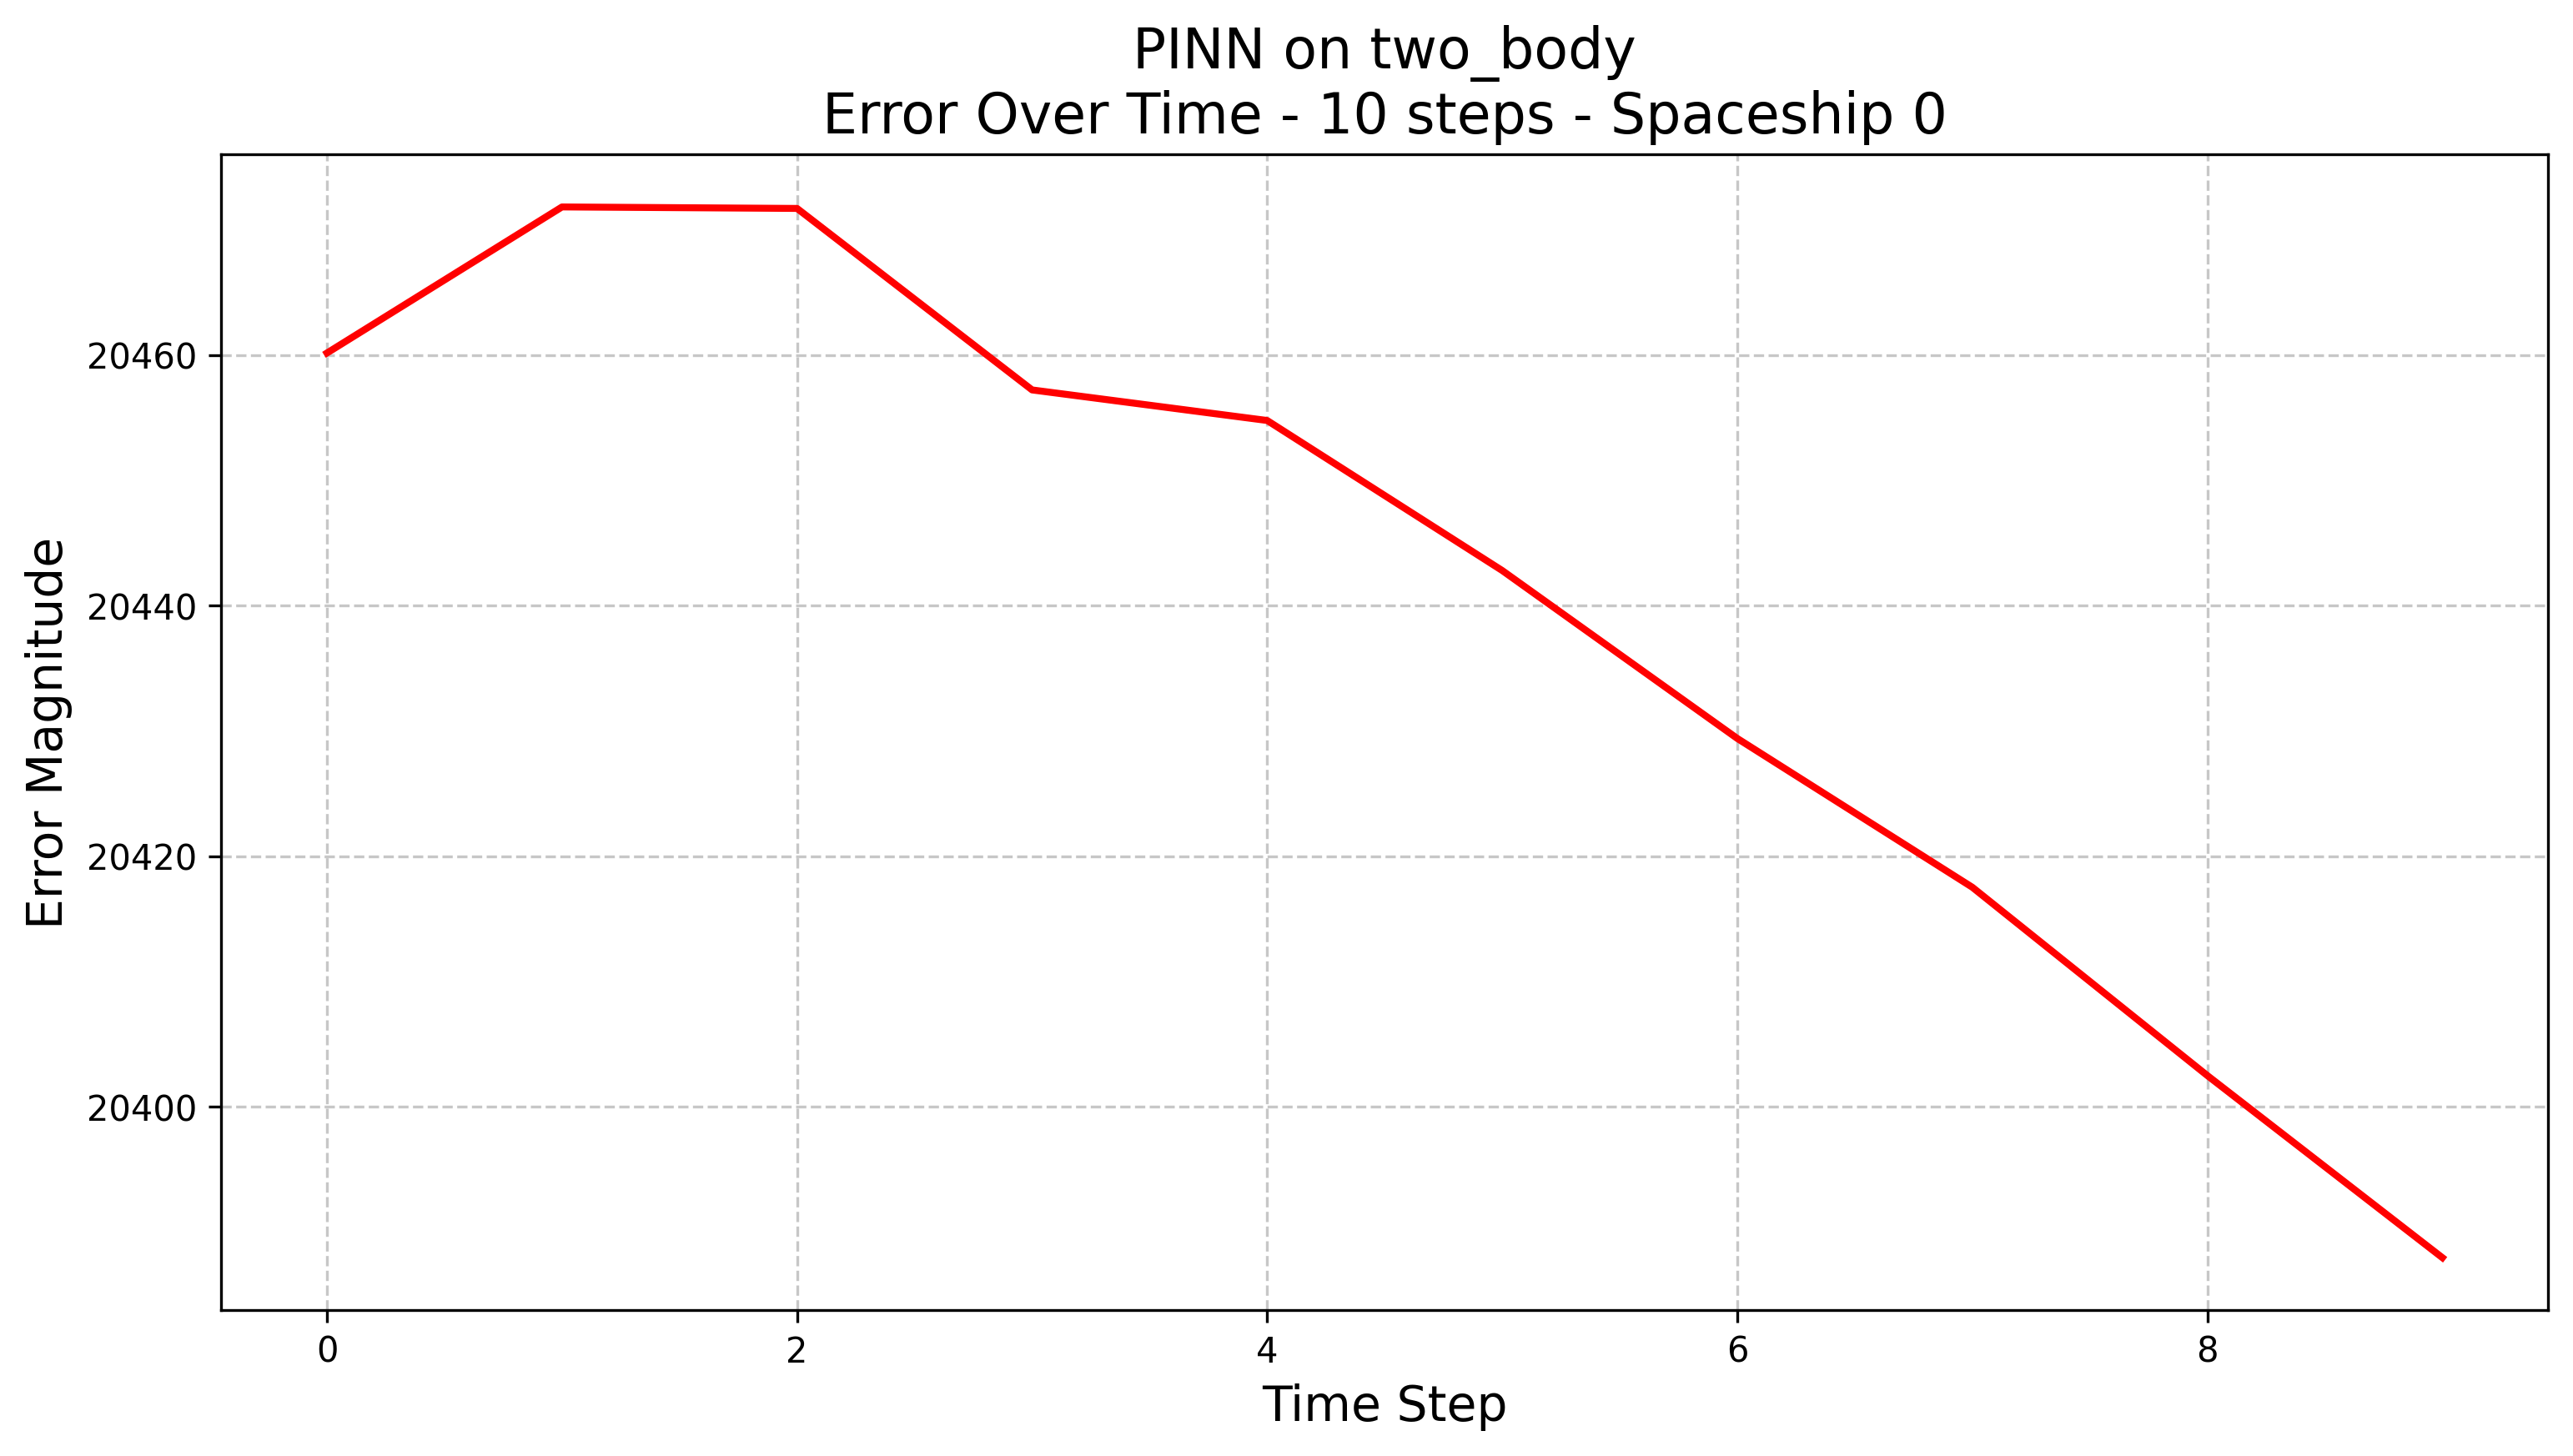 PINN on two_body
Error Over Time - 10 steps - Spaceship 0
Error Magnitude
20460
20440
20420
20400
0 2 4 6 8
Time Step